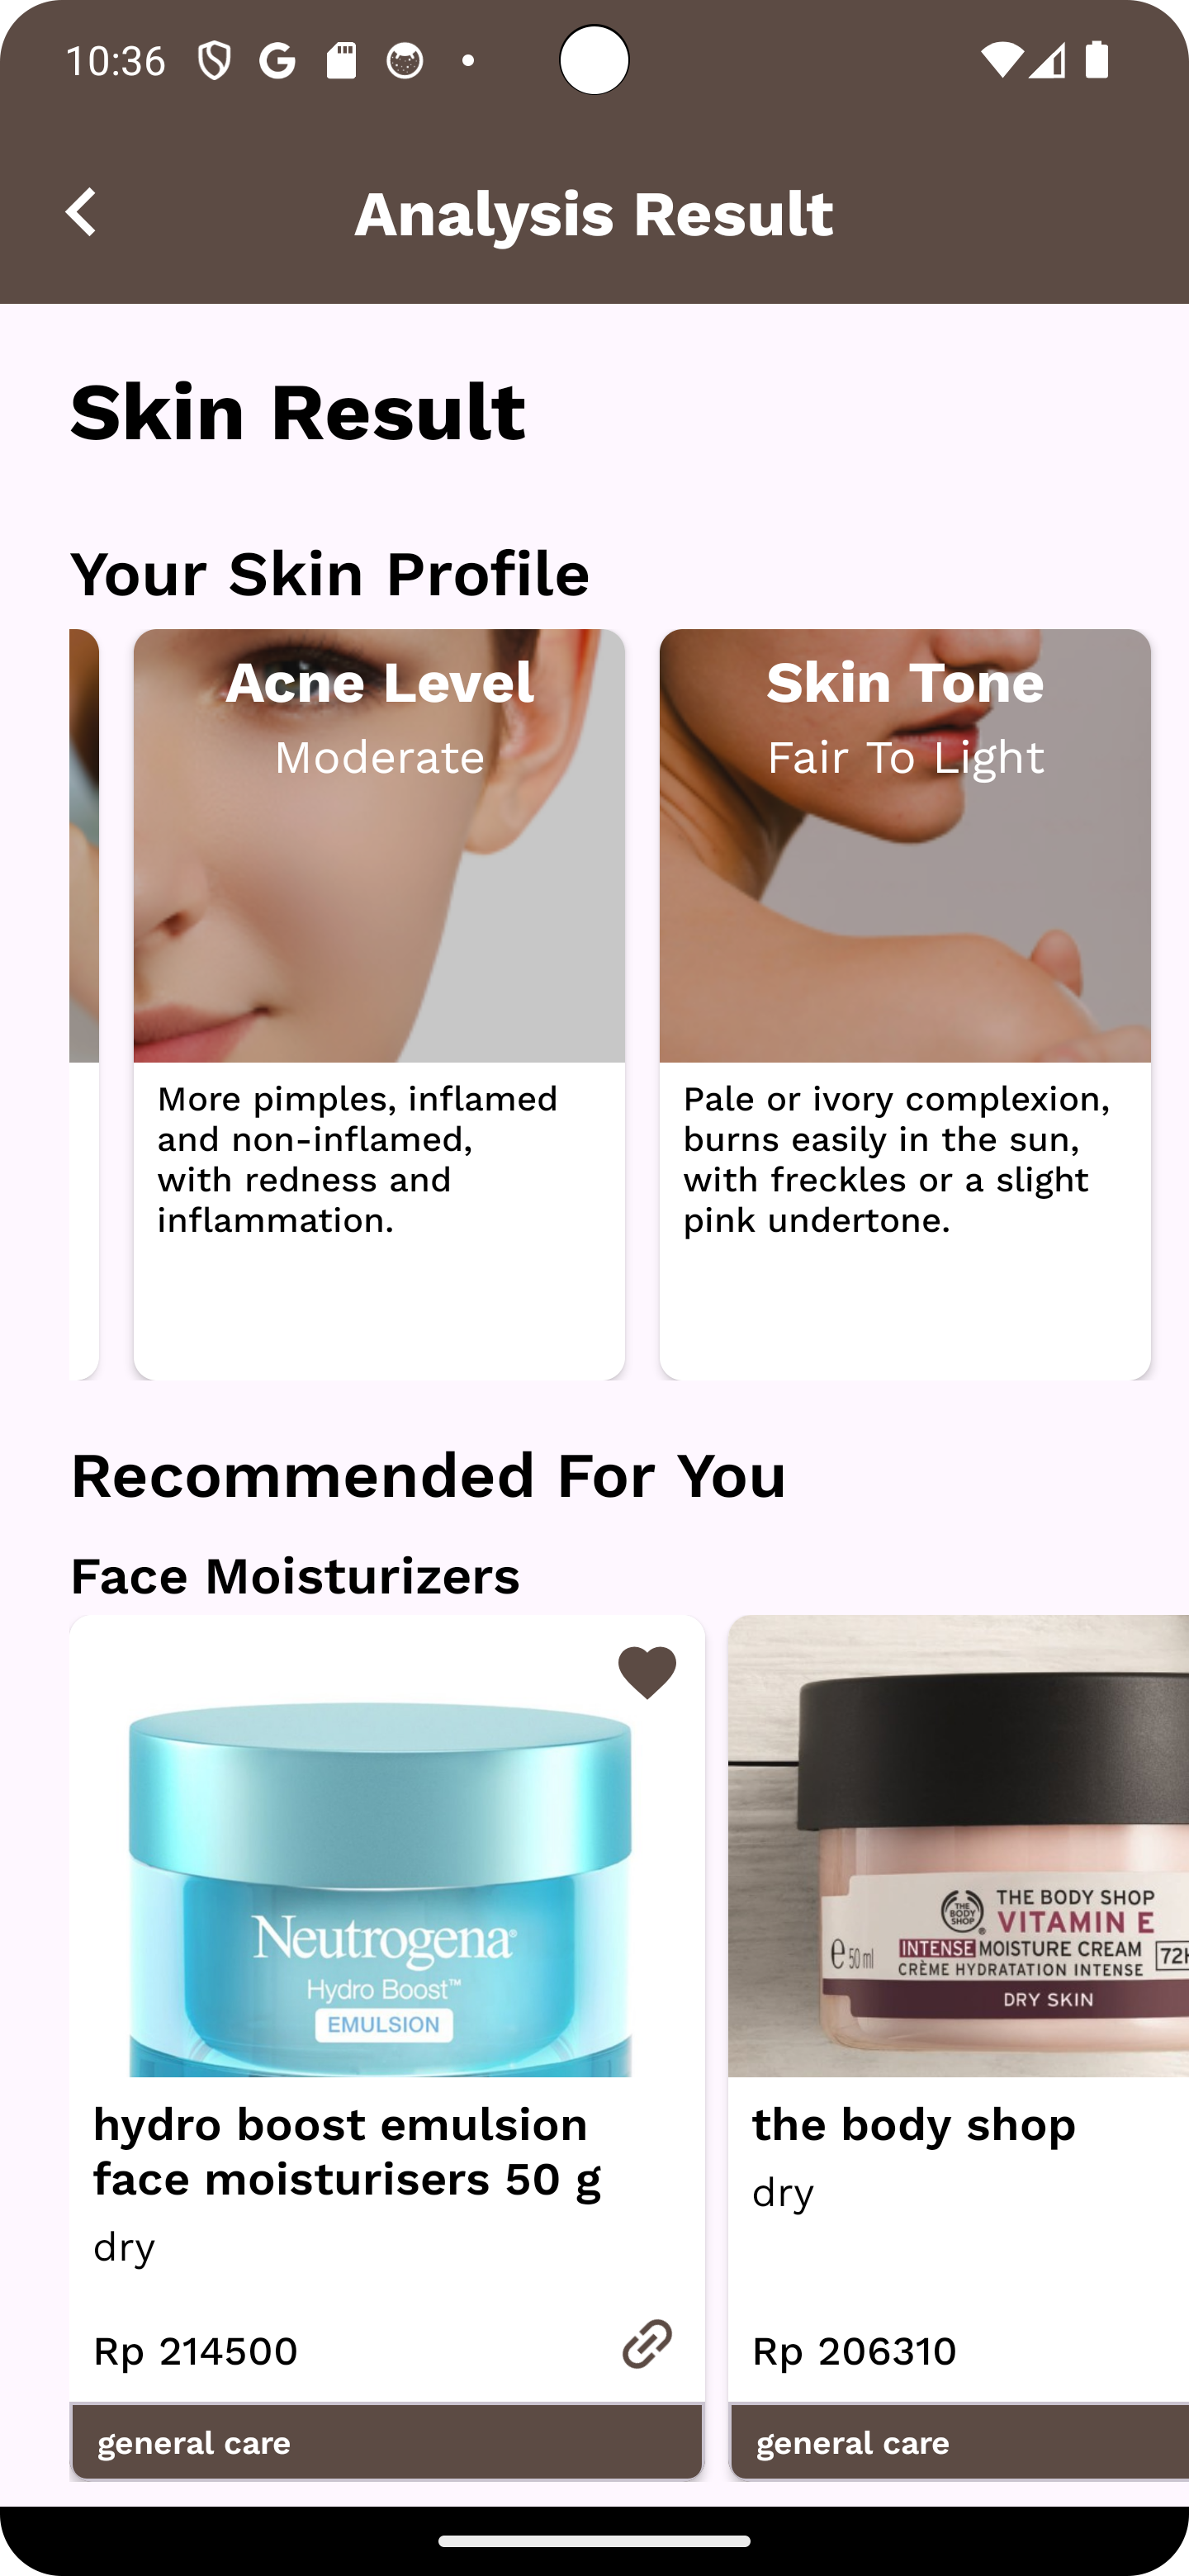 10:36
Analysis Result
Skin Result
Your Skin Profile
Acne Level
Moderate
More pimples, inflamed
and non-inflamed,
with redness and
inflammation.
Skin Tone
Fair To Light
Pale or ivory complexion,
burns easily in the sun,
with freckles or a slight
pink undertone.
Recommended For You
Face Moisturizers
Neutrogena®
Hydro Boost™
EMULSION
hydro boost emulsion
face moisturisers 50 g
dry
Rp 214500
general care
THE BODY SHOP
THE BODY SHOP®
VITAMIN E
INTENSE MOISTURE CREAM
CRÈME HYDRATATION INTENSE
72H
e 50 ml
DRY SKIN
the body shop
dry
Rp 206310
general care